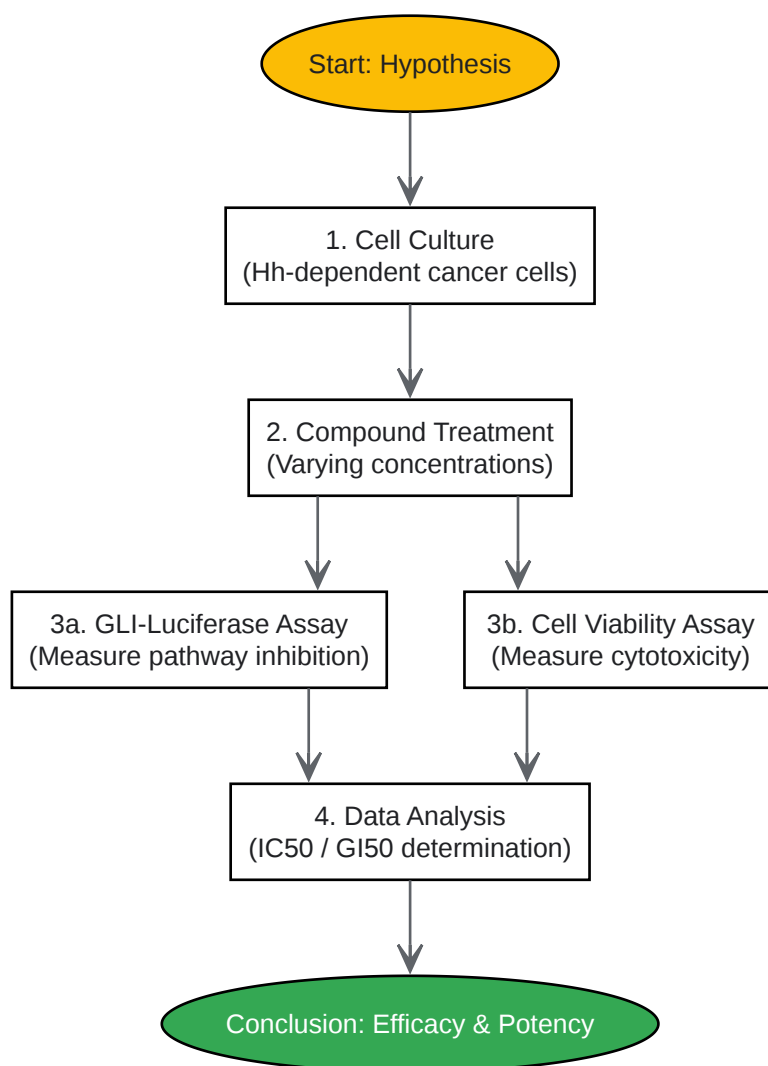 Start: Hypothesis
1. Cell Culture
(Hh-dependent cancer cells)
2. Compound Treatment
(Varying concentrations)
3a. GLI-Luciferase Assay
(Measure pathway inhibition)
3b. Cell Viability Assay
(Measure cytotoxicity)
4. Data Analysis
(IC50 / GI50 determination)
Conclusion: Efficacy & Potency